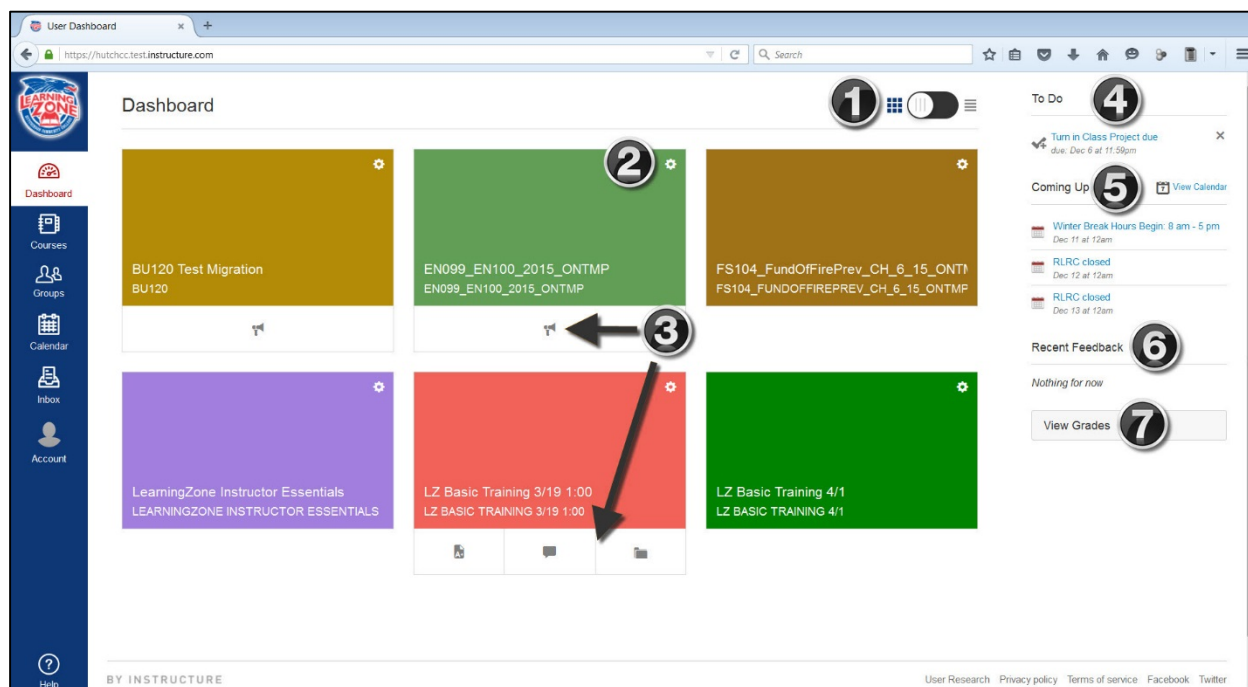 User Dashboard
https://hutchcc.test.instructure.com
Search
LEARNING
ZONE
Dashboard
Courses
Groups
Calendar
Inbox
Account
Help
Dashboard
1
2
BU120 Test Migration
BU120
EN099_EN100_2015_ONTMP
EN099_EN100_2015_ONTMP
FS104_FundOfFirePrev_CH_6_15_ONTM
FS104_FUNDOFFIREPREV_CH_6_15_ONTMP
3
LearningZone Instructor Essentials
LEARNINGZONE INSTRUCTOR ESSENTIALS
LZ Basic Training 3/19 1:00
LZ BASIC TRAINING 3/19 1:00
LZ Basic Training 4/1
LZ BASIC TRAINING 4/1
To Do 4
Turn in Class Project due
due: Dec 6 at 11:59pm
Coming Up 5 7 View Calendar
Winter Break Hours Begin: 8 am - 5 pm
Dec 11 at 12am
RLRC closed
Dec 12 at 12am
RLRC closed
Dec 13 at 12am
Recent Feedback 6
Nothing for now
View Grades 7
BY INSTRUCTURE
User Research Privacy policy Terms of service Facebook Twitter